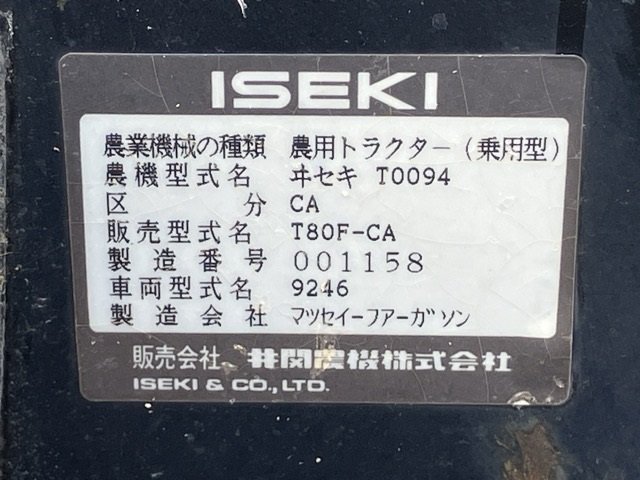 ISEKI
農業機械の種類 農用トラクター(乗用型)
農機型式名 ヰセキ T0094
区分 CA
販売型式名 T80F-CA
製造番号 001158
車両型式名 9246
製造会社 マツセイーフアーガソン
販売会社 井関農機株式会社
ISEKI & CO.,LTD.